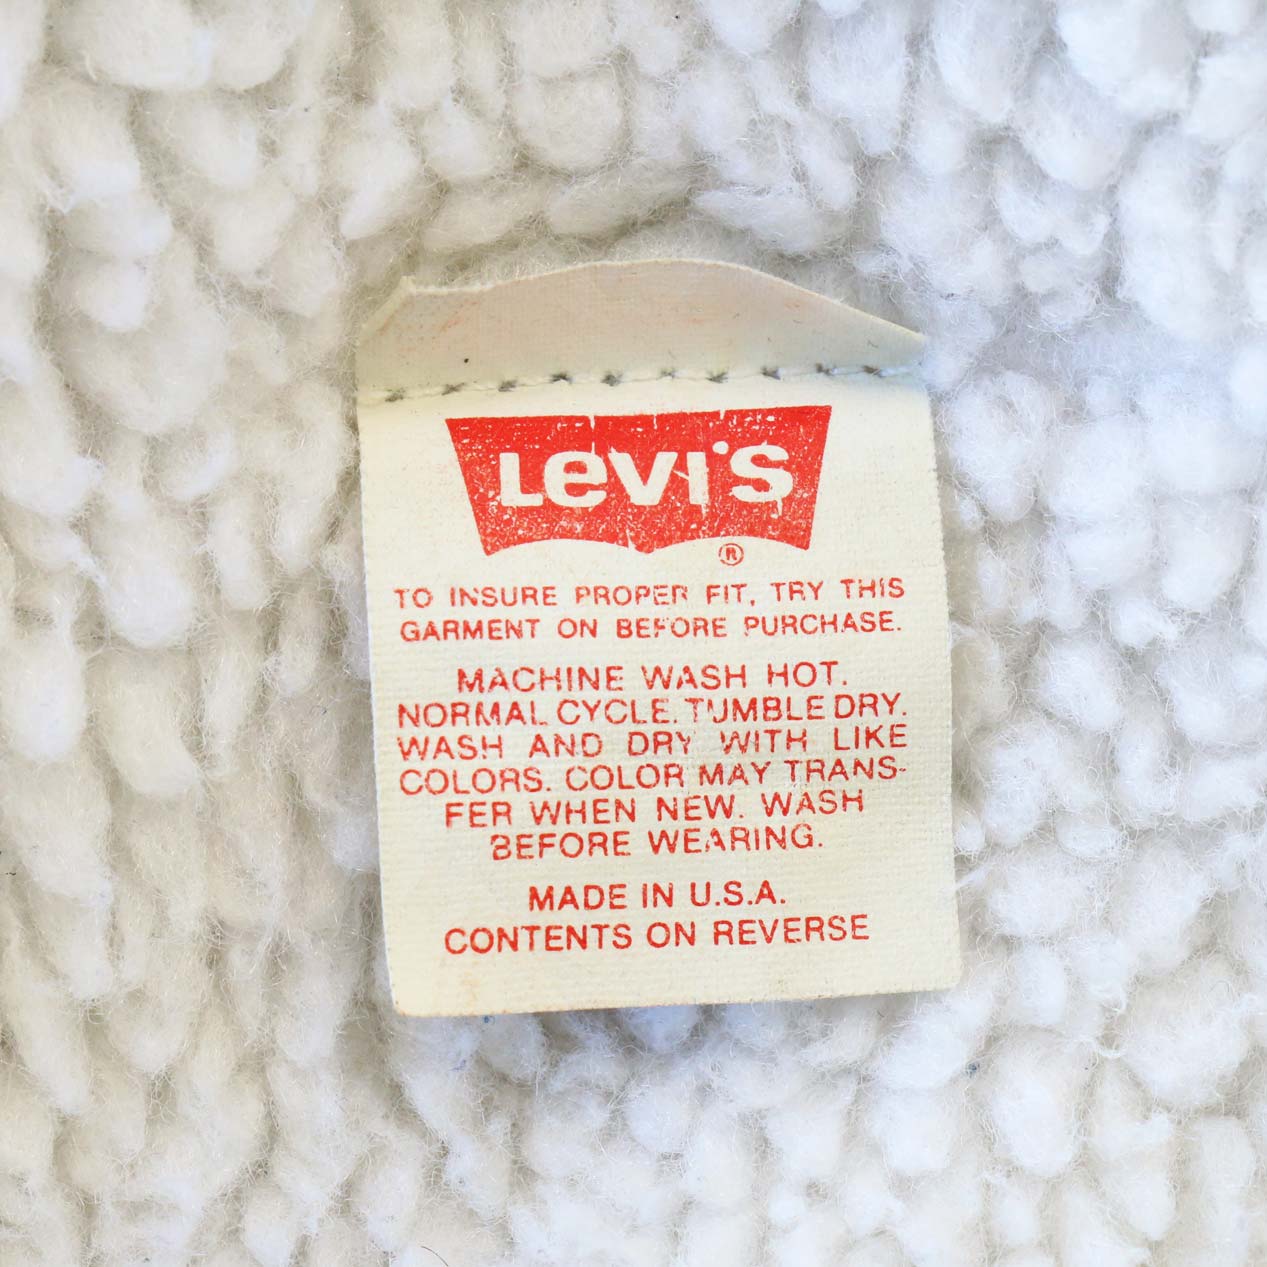 LEVI'S
®
TO INSURE PROPER FIT, TRY THIS
GARMENT ON BEFORE PURCHASE.
MACHINE WASH HOT.
NORMAL CYCLE. TUMBLE DRY.
WASH AND DRY WITH LIKE
COLORS. COLOR MAY TRANS-
FER WHEN NEW. WASH
BEFORE WEARING.
MADE IN U.S.A.
CONTENTS ON REVERSE